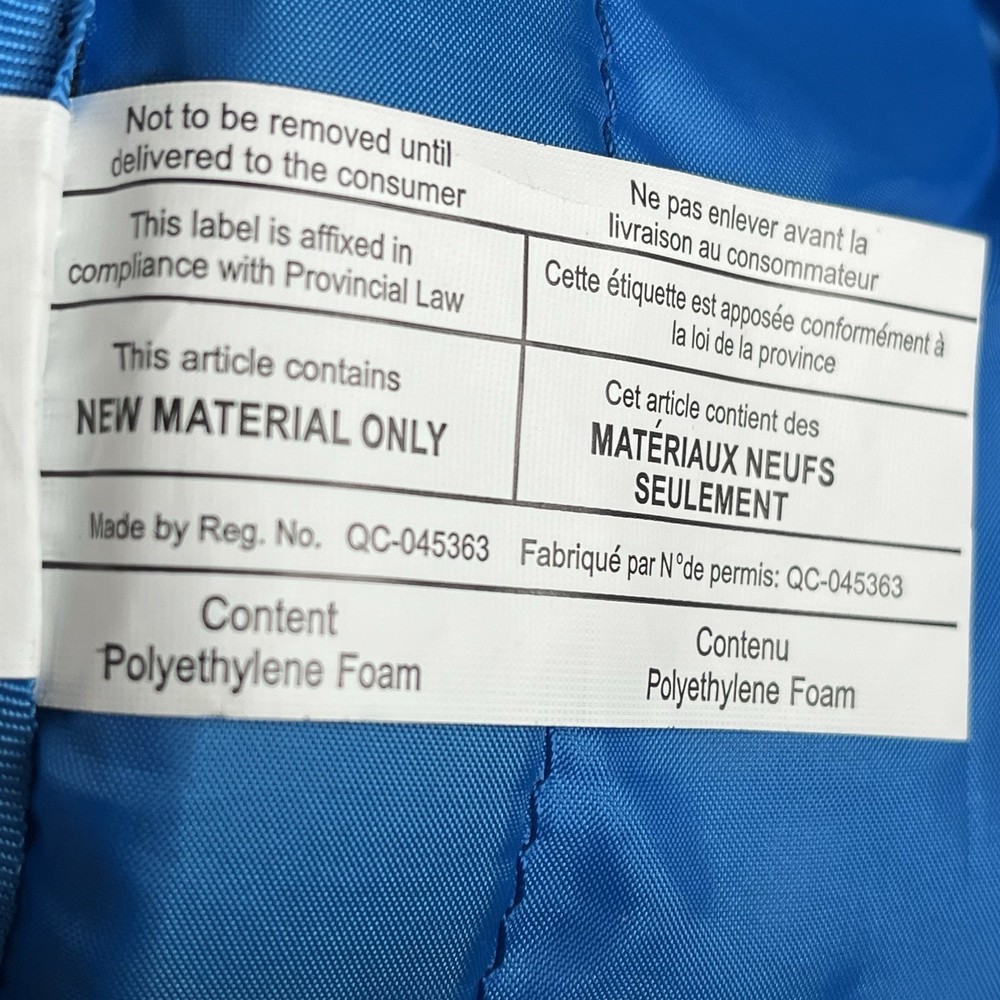 Not to be removed until
delivered to the consumer
Ne pas enlever avant la
livraison au consommateur
This label is affixed in
compliance with Provincial Law
Cette étiquette est apposée conformément à
la loi de la province
This article contains
NEW MATERIAL ONLY
Cet article contient des
MATÉRIAUX NEUFS
SEULEMENT
Made by Reg. No. QC-045363
Fabriqué par N°de permis: QC-045363
Content
Polyethylene Foam
Contenu
Polyethylene Foam